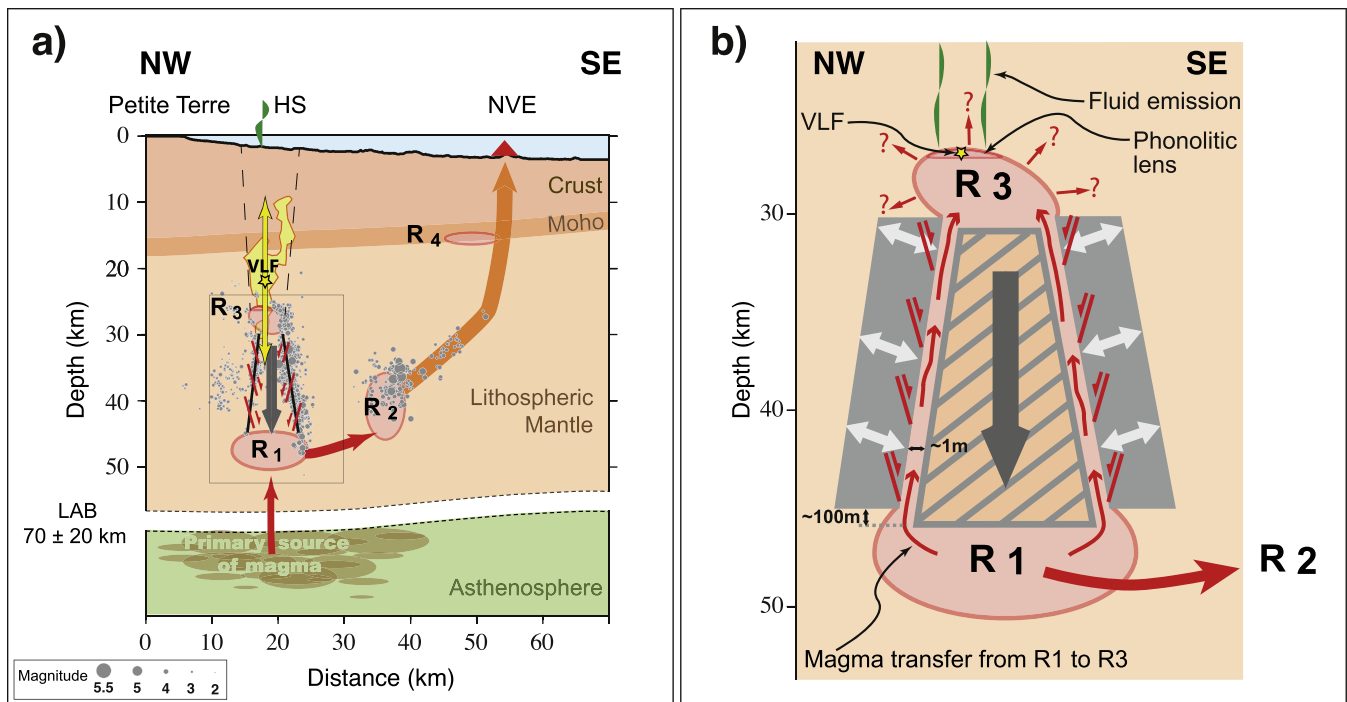 a)
NW
SE
Petite Terre
HS
NVE
0
10
20
30
40
50
Depth (km)
Crust
Moho
R 4
VLF
R 3
R 2
R 1
Lithospheric
Mantle
LAB
70 ± 20 km
Primary source
of magma
Asthenosphere
0
10
20
30
40
50
60
Distance (km)
Magnitude
5.5
5
4
3
2
b)
NW
SE
Fluid emission
VLF
Phonolitic
lens
?
?
?
?
?
R 3
30
40
50
Depth (km)
~1m
~100m
R 1
R 2
Magma transfer from R1 to R3